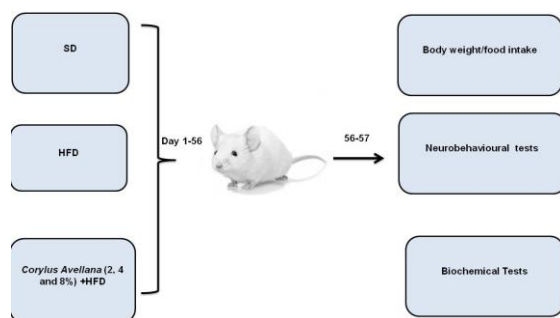 SD
HFD
Corylus Avellana (2, 4
and 8%) +HFD
Day 1-56
56-57
Body weight/food intake
Neurobehavioural tests
Biochemical Tests